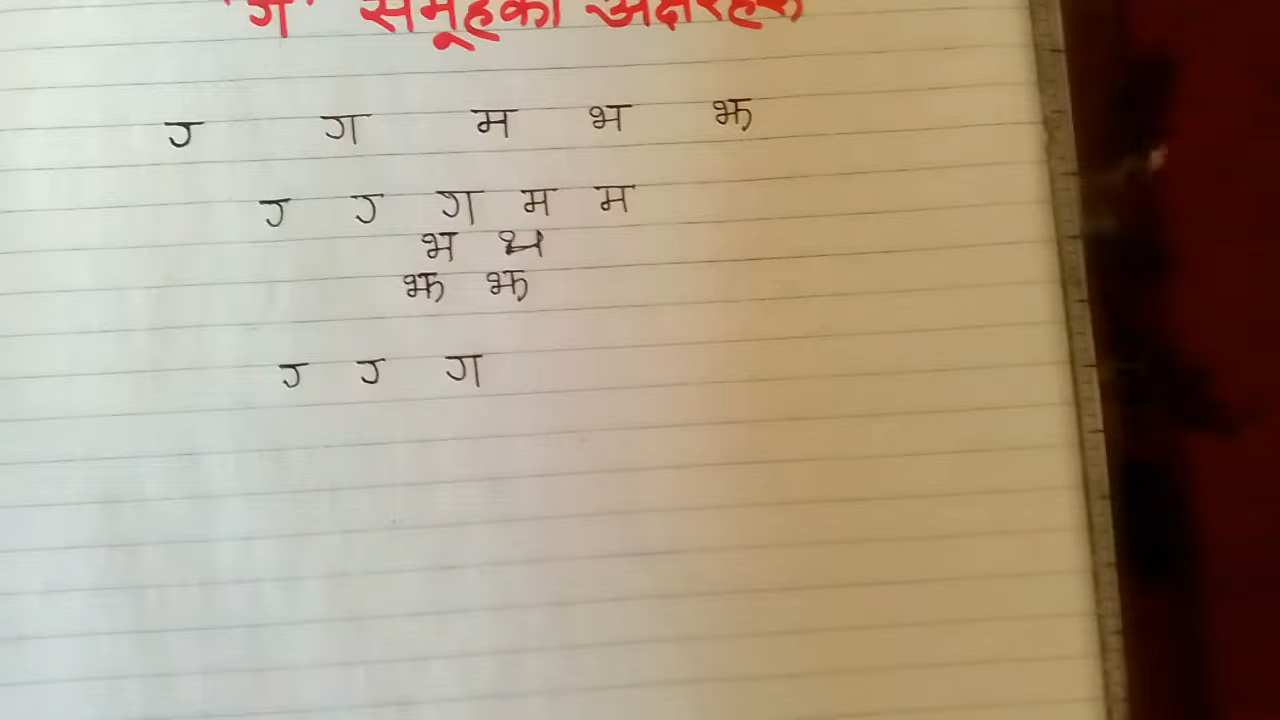 'ग' समूहका अक्षरहरु
ग म भ झ
ग म म
भ
झ झ
ग